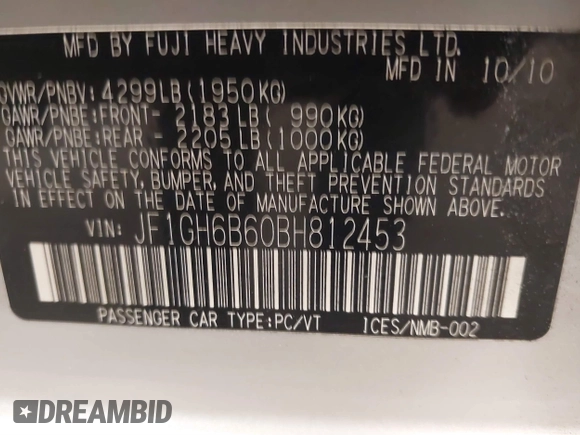 MFD BY FUJI HEAVY INDUSTRIES LTD.
MFD IN 10/10
GVWR/PNBV: 4299LB (1950KG)
GAWR/PNBE: FRONT- 2183LB ( 990KG)
GAWR/PNBE: REAR - 2205LB (1000KG)
THIS VEHICLE CONFORMS TO ALL APPLICABLE FEDERAL MOTOR
VEHICLE SAFETY, BUMPER, AND THEFT PREVENTION STANDARDS
IN EFFECT ON THE DATE OF MANUFACTURE SHOWN ABOVE.
VIN: JF1GH6B60BH812453
PASSENGER CAR TYPE:PC/VT ICES/NMB-002
DREAMBID